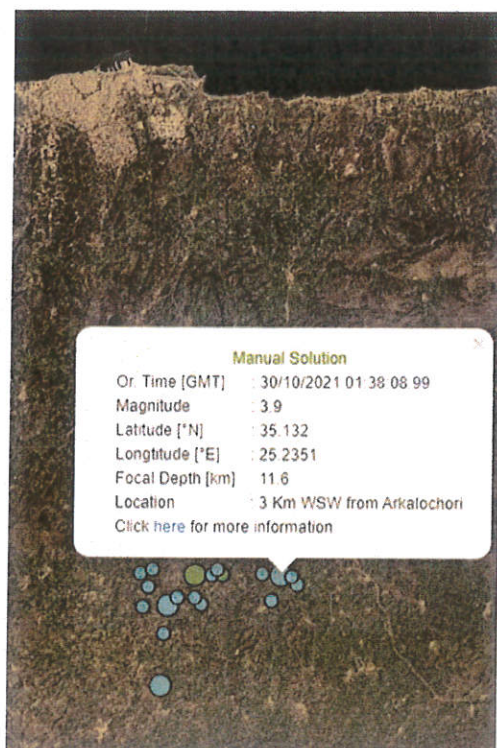 Manual Solution
Or. Time [GMT] : 30/10/2021 01:38:08.99
Magnitude : 3.9
Latitude [°N] : 35.132
Longtitude [°E] : 25.2351
Focal Depth [km] 11.6
Location : 3 Km WSW from Arkalochori
Click here for more information